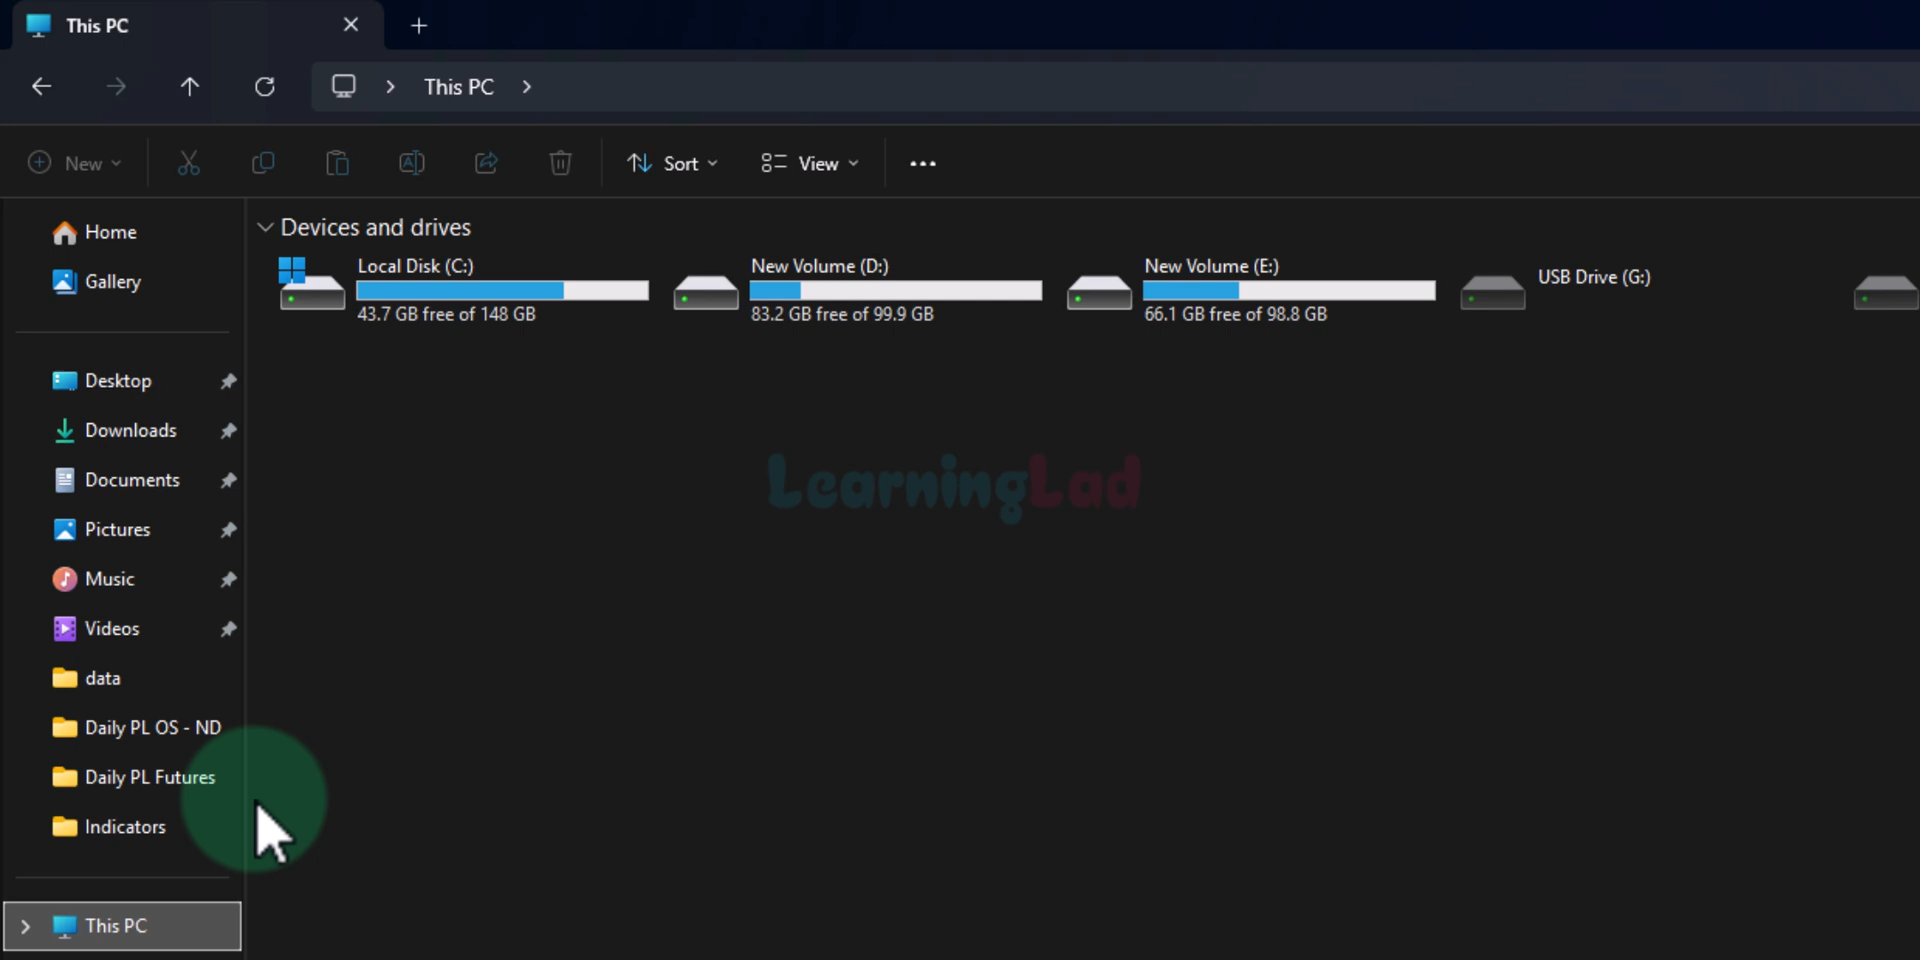 This PC
This PC
New
Sort
View
Home
Gallery
Desktop
Downloads
Documents
Pictures
Music
Videos
data
Daily PL OS - ND
Daily PL Futures
Indicators
This PC
Devices and drives
Local Disk (C:)
43.7 GB free of 148 GB
New Volume (D:)
83.2 GB free of 99.9 GB
New Volume (E:)
66.1 GB free of 98.8 GB
USB Drive (G:)
LearningLad